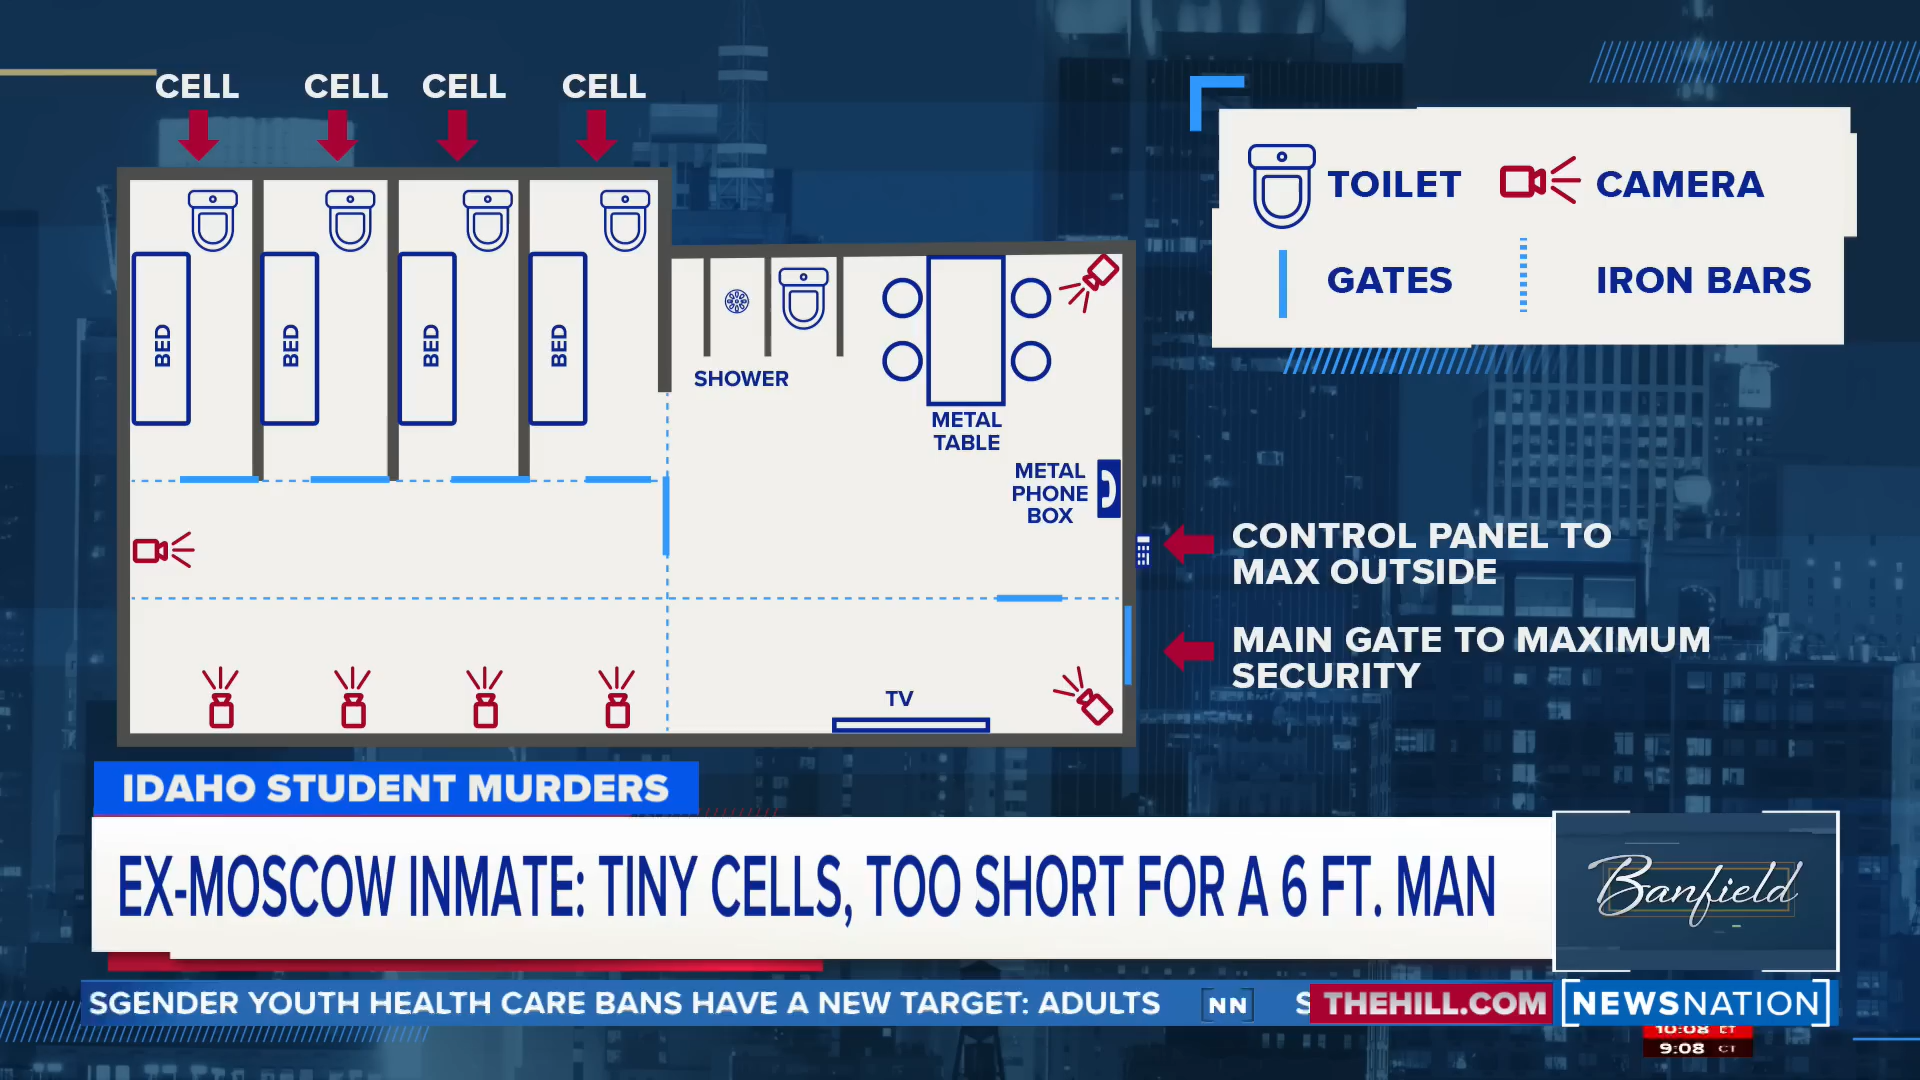 CELL CELL CELL CELL
TOILET CAMERA
GATES IRON BARS
BED BED BED BED
SHOWER
METAL
TABLE
METAL
PHONE
BOX
CONTROL PANEL TO
MAX OUTSIDE
MAIN GATE TO MAXIMUM
SECURITY
TV
IDAHO STUDENT MURDERS
EX-MOSCOW INMATE: TINY CELLS, TOO SHORT FOR A 6 FT. MAN
Banfield
SGENDER YOUTH HEALTH CARE BANS HAVE A NEW TARGET: ADULTS NN S THEHILL.COM NEWSNATION
10:08 ET
9:08 CT